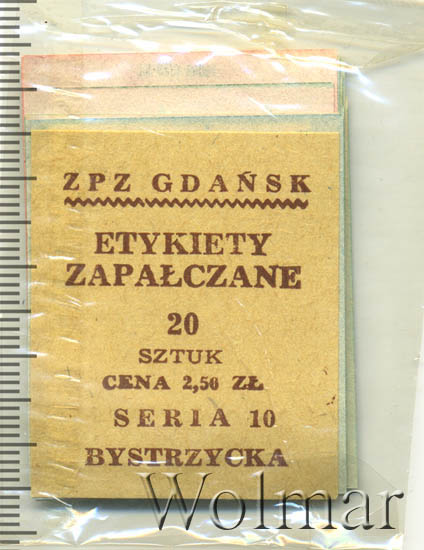 ZPZ GDAŃSK
ETYKIETY
ZAPAŁCZANE
20
SZTUK
CENA 2,50 ZŁ
SERIA 10
BYSTRZYCKA
Wolmar